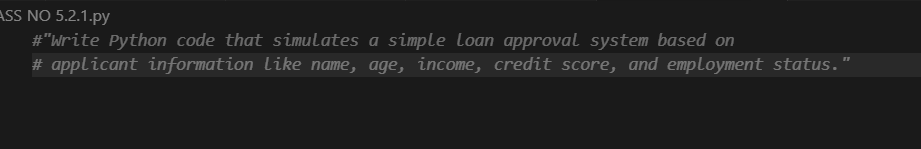 ASS NO 5.2.1.py
#"Write Python code that simulates a simple loan approval system based on
# applicant information like name, age, income, credit score, and employment status."